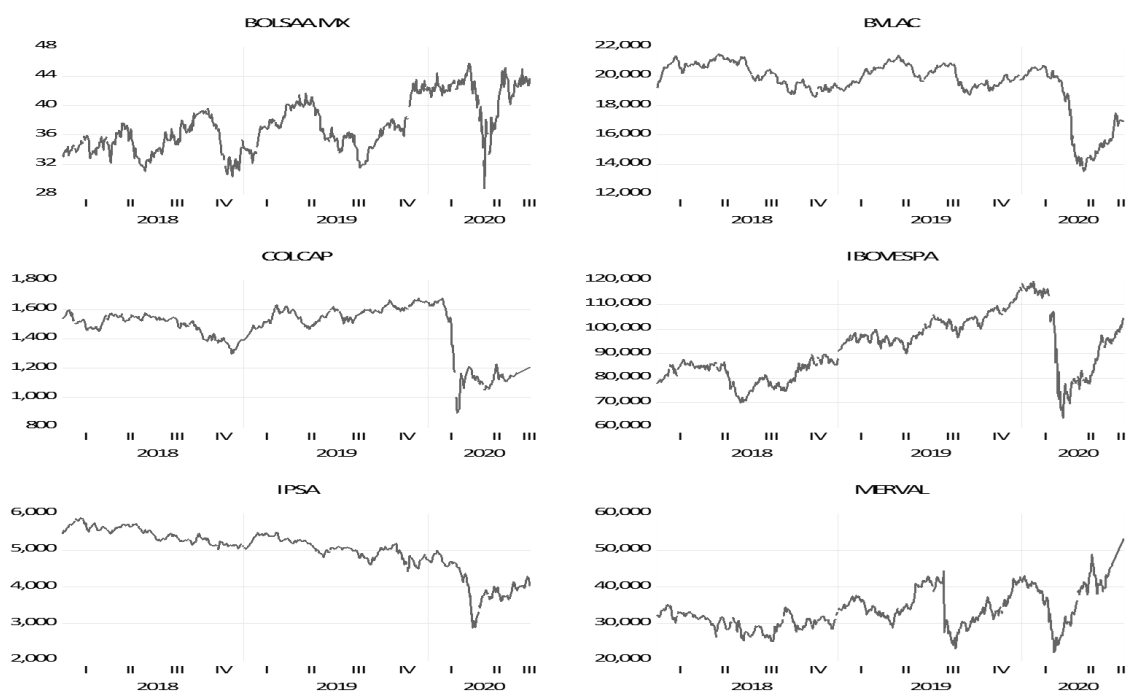 BOLSAA.MX
48
44
40
36
32
28
I II III IV I II III IV I II III
2018 2019 2020
BVLAC
22,000
20,000
18,000
16,000
14,000
12,000
I II III IV I II III IV I II
2018 2019 2020
COLCAP
1,800
1,600
1,400
1,200
1,000
800
I II III IV I II III IV I II III
2018 2019 2020
IBOVESPA
120,000
110,000
100,000
90,000
80,000
70,000
60,000
I II III IV I II III IV I II
2018 2019 2020
IPSA
6,000
5,000
4,000
3,000
2,000
I II III IV I II III IV I II III
2018 2019 2020
MERVAL
60,000
50,000
40,000
30,000
20,000
I II III IV I II III IV I II
2018 2019 2020